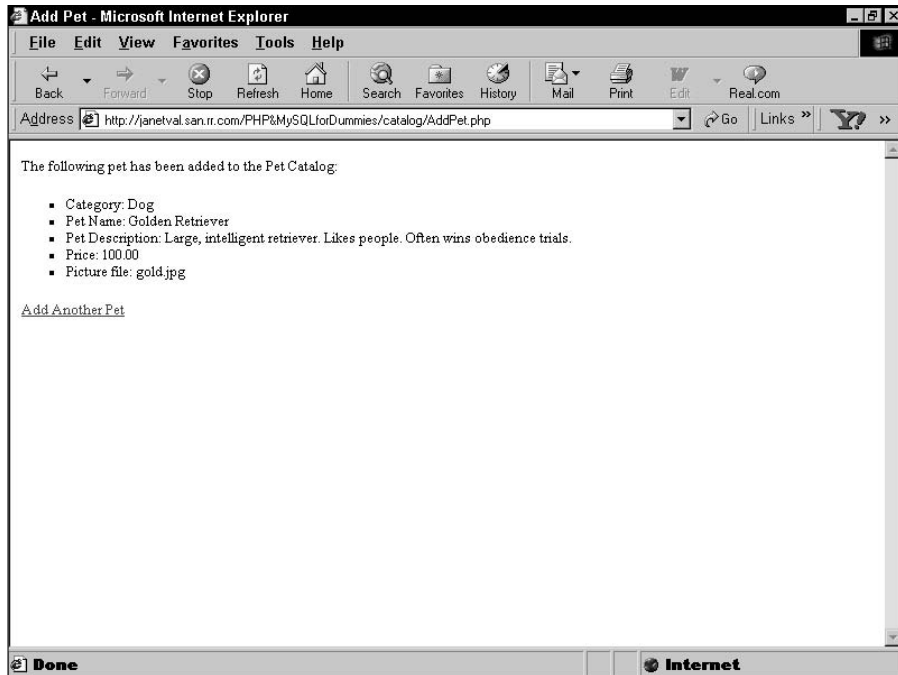 Add Pet - Microsoft Internet Explorer
File Edit View Favorites Tools Help
Back Forward Stop Refresh Home Search Favorites History Mail Print Edit Real.com
Address http://janetval.san.rr.com/PHP&MySQLforDummies/catalog/AddPet.php Go Links » Y? »
The following pet has been added to the Pet Catalog:
▪ Category: Dog
▪ Pet Name: Golden Retriever
▪ Pet Description: Large, intelligent retriever. Likes people. Often wins obedience trials.
▪ Price: 100.00
▪ Picture file: gold.jpg
Add Another Pet
Done Internet